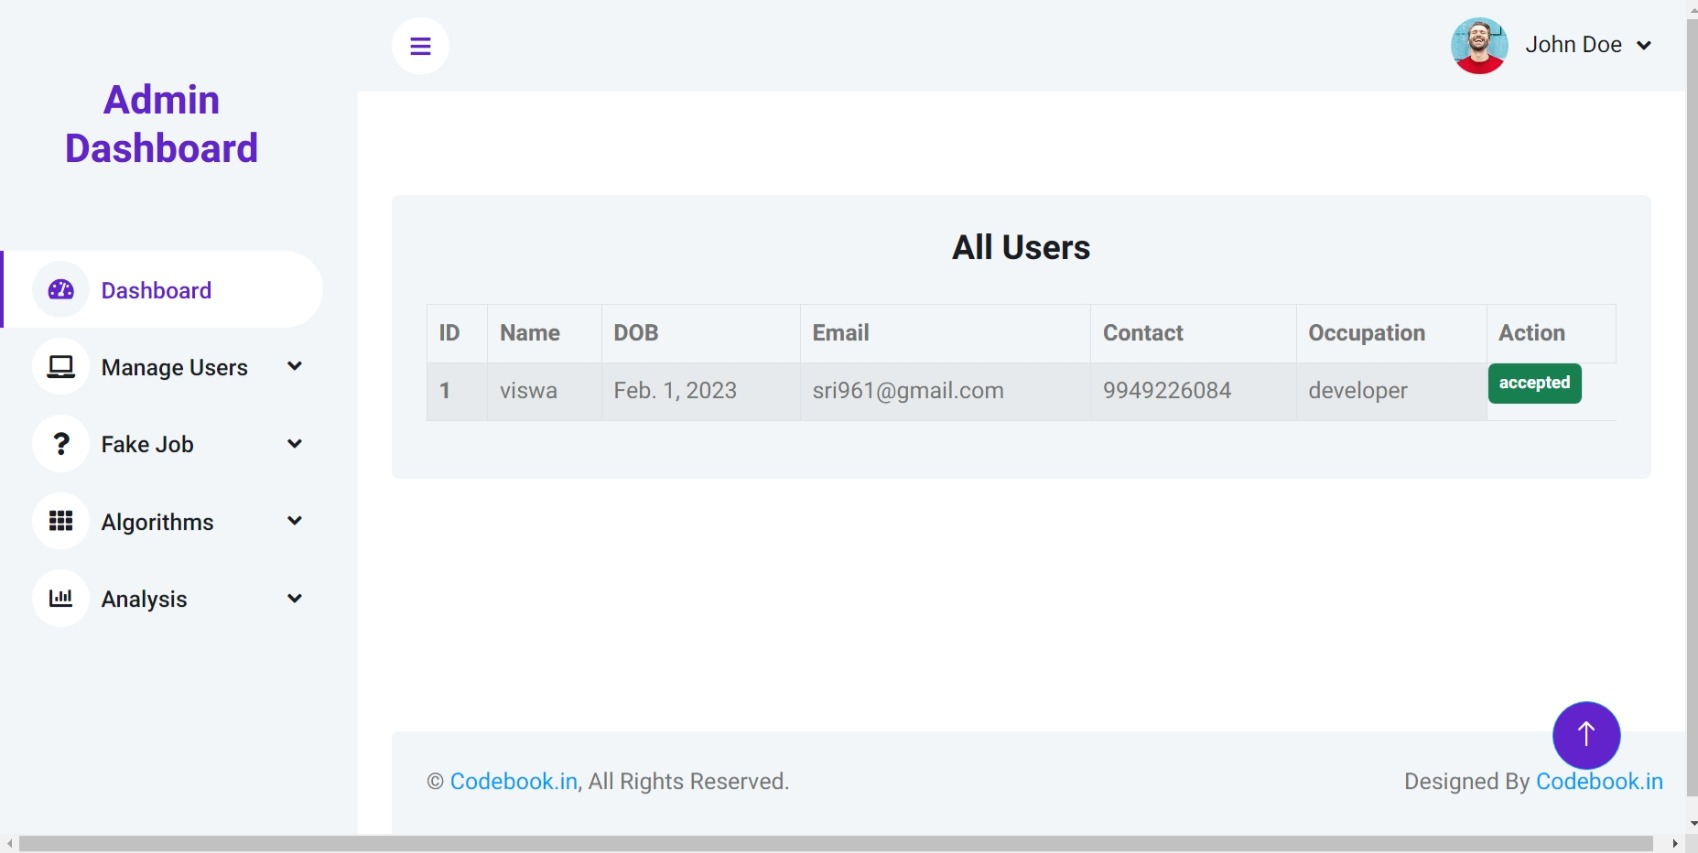 John Doe
Admin
Dashboard
Dashboard
Manage Users
Fake Job
Algorithms
Analysis
All Users
ID Name DOB Email Contact Occupation Action
1 viswa Feb. 1, 2023 sri961@gmail.com 9949226084 developer accepted
© Codebook.in, All Rights Reserved. Designed By Codebook.in